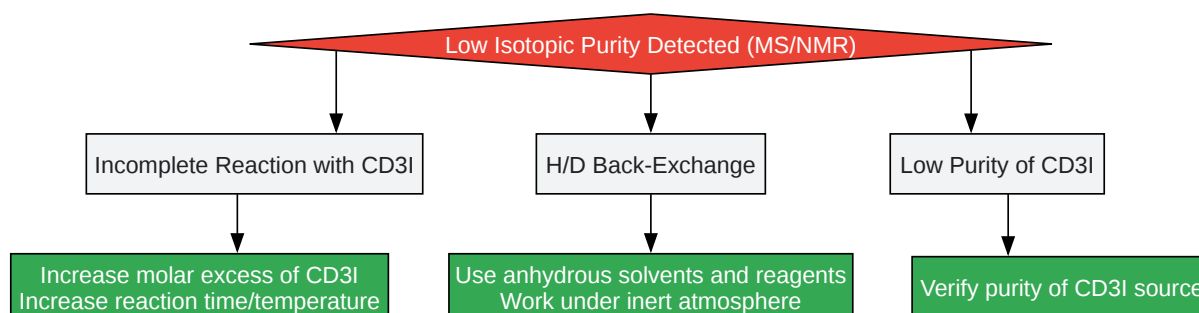 Low Isotopic Purity Detected (MS/NMR)
Incomplete Reaction with CD3I
H/D Back-Exchange
Low Purity of CD3I
Increase molar excess of CD3I
Increase reaction time/temperature
Use anhydrous solvents and reagents
Work under inert atmosphere
Verify purity of CD3I source